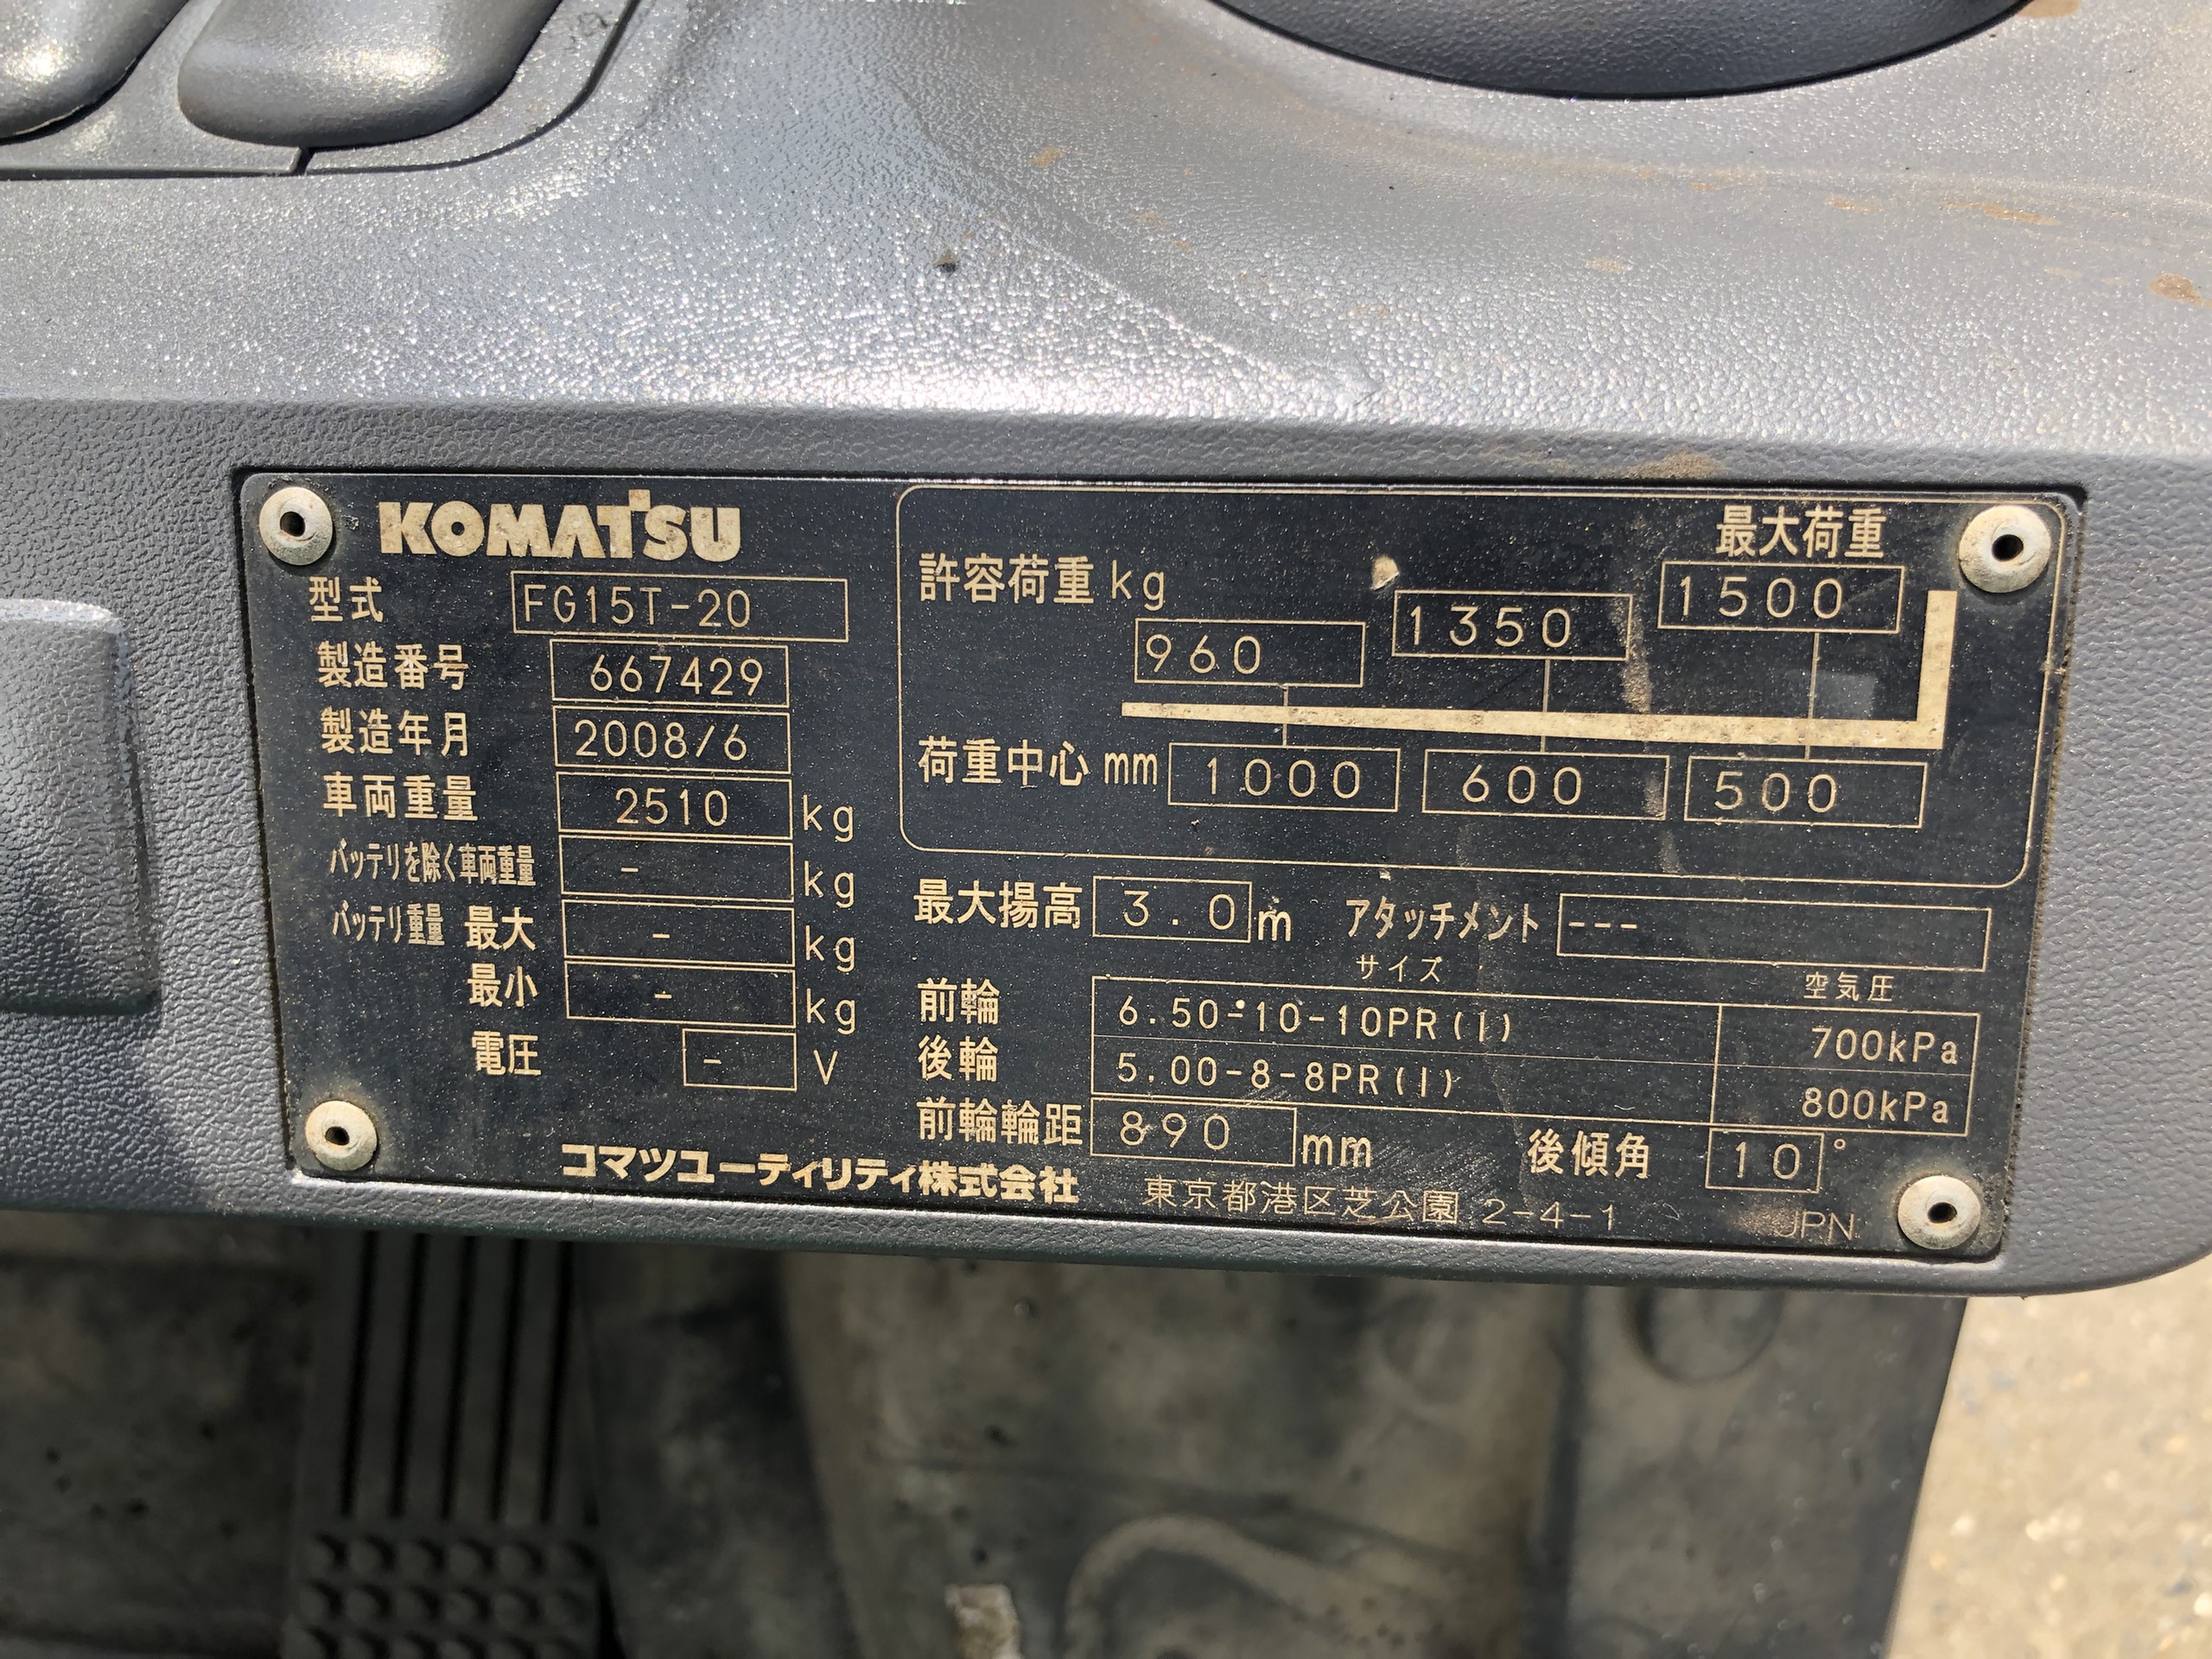 KOMATSU
型式 FG15T-20
製造番号 667429
製造年月 2008/6
車両重量 2510 kg
バッテリを除く車両重量 - kg
バッテリ重量 最大 - kg
最小 - kg
電圧 - V
最大荷重
許容荷重 kg 960 1350 1500
荷重中心 mm 1000 600 500
最大揚高 3.0 m アタッチメント ---
サイズ 空気圧
前輪 6.50-10-10PR(I) 700kPa
後輪 5.00-8-8PR(I) 800kPa
前輪輪距 890 mm 後傾角 10°
コマツユーティリティ株式会社 東京都港区芝公園 2-4-1 JPN